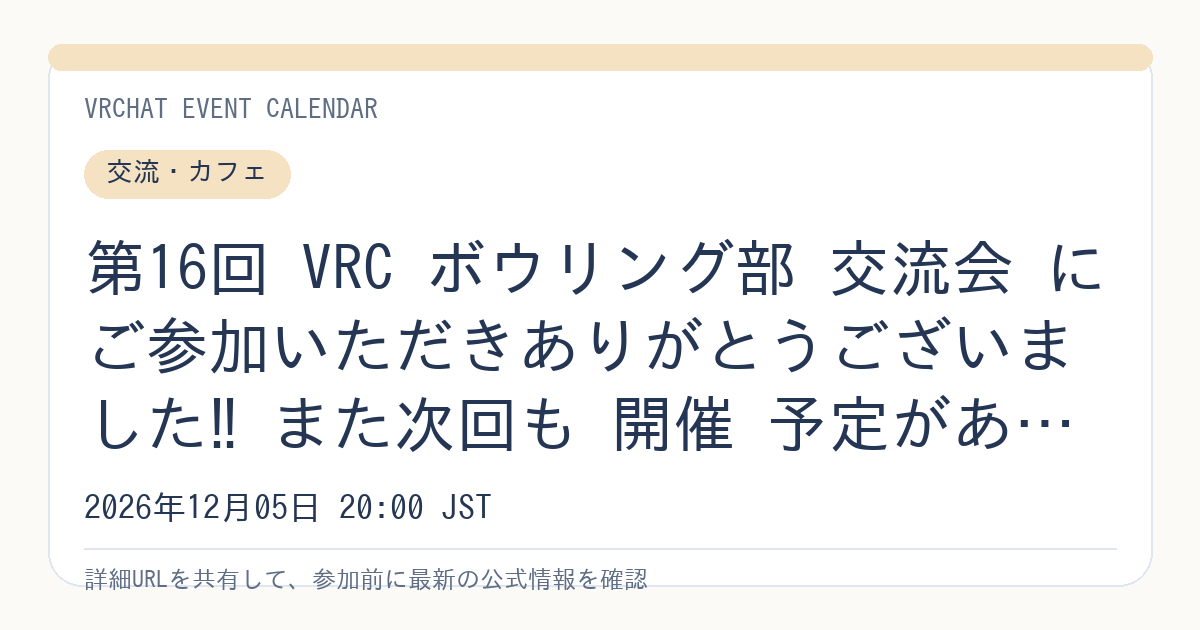 VRCHAT EVENT CALENDAR
交流・カフェ
第16回 VRC ボウリング部 交流会 に
ご参加いただきありがとうございま
した‼ また次回も 開催 予定があ…
2026年12月05日 20:00 JST
詳細URLを共有して、参加前に最新の公式情報を確認